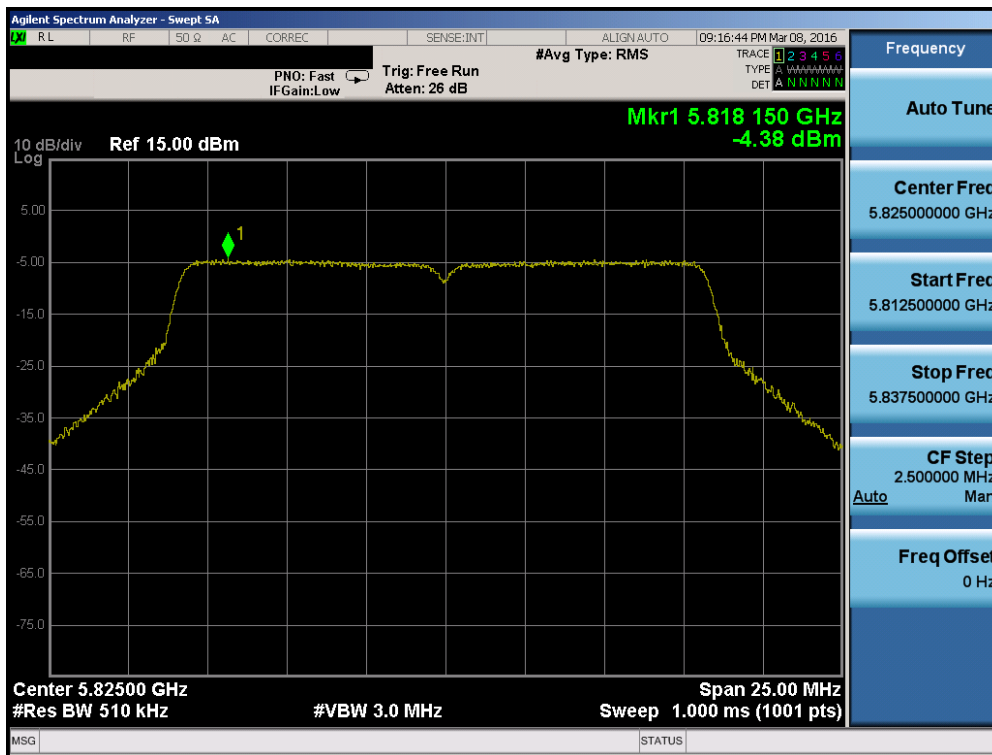 Agilent Spectrum Analyzer - Swept SA
LXI RL RF 50 Ω AC CORREC SENSE:INT ALIGN AUTO 09:16:44 PM Mar 08, 2016
Frequency
#Avg Type: RMS
TRACE 1 2 3 4 5 6
PNO: Fast Trig: Free Run
TYPE A WWWWWW
IFGain:Low Atten: 26 dB
DET A N N N N N
Auto Tune
Mkr1 5.818 150 GHz
-4.38 dBm
10 dB/div Ref 15.00 dBm
Log
Center Freq
5.825000000 GHz
5.00
1
-5.00
Start Freq
5.812500000 GHz
-15.0
-25.0
Stop Freq
5.837500000 GHz
-35.0
CF Step
2.500000 MHz
Auto Man
-45.0
-55.0
Freq Offset
0 Hz
-65.0
-75.0
Center 5.82500 GHz Span 25.00 MHz
#Res BW 510 kHz #VBW 3.0 MHz Sweep 1.000 ms (1001 pts)
MSG STATUS